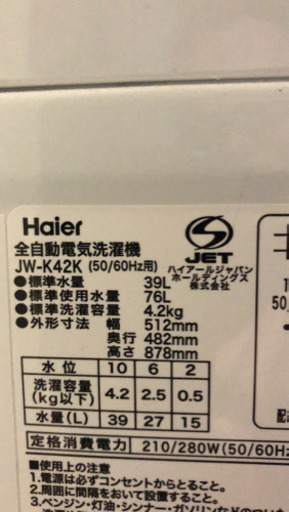 Haier
全自動電気洗濯機
JW-K42K (50/60Hz用)
JET
ハイアールジャパン
ホールディングス
株式会社
●標準水量 39L
●標準使用水量 76L
●標準洗濯容量 4.2kg
●外形寸法 幅 512mm
奥行 482mm
高さ 878mm
水位 10 6 2
洗濯容量(kg以下) 4.2 2.5 0.5
水量(L) 39 27 15
定格消費電力 210/280W(50/60H
■使用上の注意
1.電源は必ずコンセントからとること。
2.周囲に間隔をおいて設置すること。
3.ベンジン・灯油・シンナー・ガソリンなどの